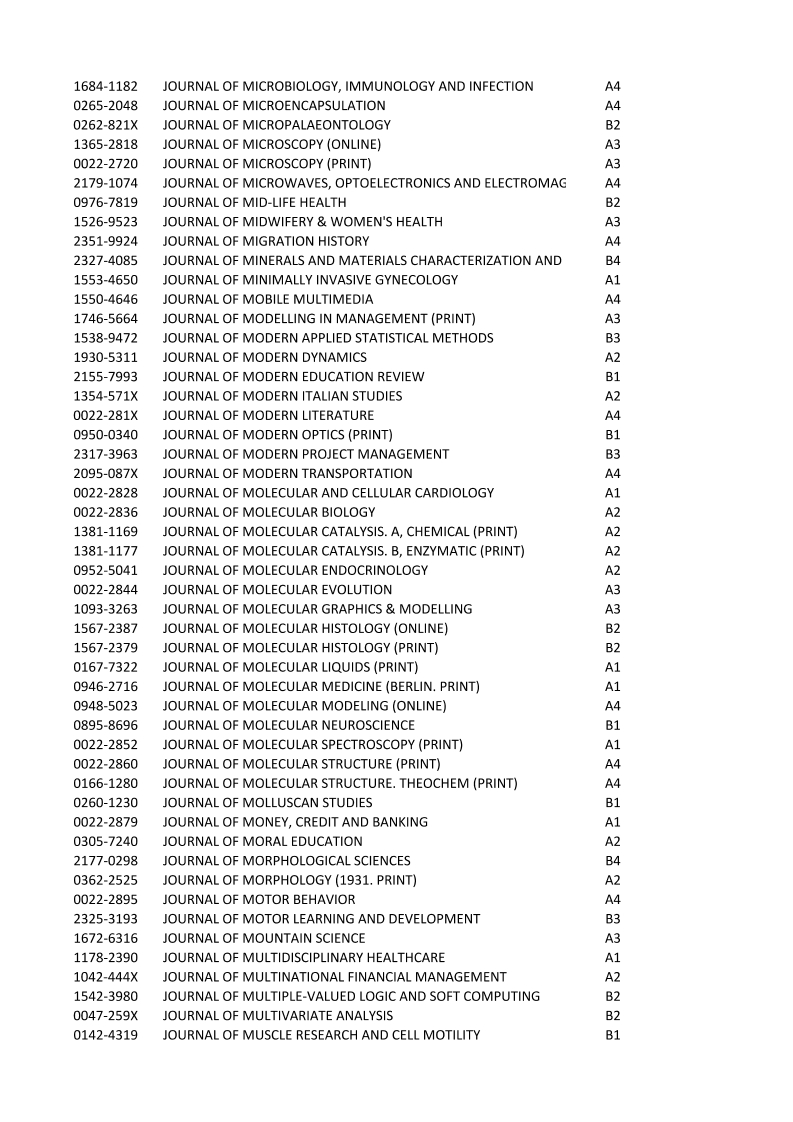 1684-1182 JOURNAL OF MICROBIOLOGY, IMMUNOLOGY AND INFECTION A4
0265-2048 JOURNAL OF MICROENCAPSULATION A4
0262-821X JOURNAL OF MICROPALAEONTOLOGY B2
1365-2818 JOURNAL OF MICROSCOPY (ONLINE) A3
0022-2720 JOURNAL OF MICROSCOPY (PRINT) A3
2179-1074 JOURNAL OF MICROWAVES, OPTOELECTRONICS AND ELECTROMAG A4
0976-7819 JOURNAL OF MID-LIFE HEALTH B2
1526-9523 JOURNAL OF MIDWIFERY & WOMEN'S HEALTH A3
2351-9924 JOURNAL OF MIGRATION HISTORY A4
2327-4085 JOURNAL OF MINERALS AND MATERIALS CHARACTERIZATION AND B4
1553-4650 JOURNAL OF MINIMALLY INVASIVE GYNECOLOGY A1
1550-4646 JOURNAL OF MOBILE MULTIMEDIA A4
1746-5664 JOURNAL OF MODELLING IN MANAGEMENT (PRINT) A3
1538-9472 JOURNAL OF MODERN APPLIED STATISTICAL METHODS B3
1930-5311 JOURNAL OF MODERN DYNAMICS A2
2155-7993 JOURNAL OF MODERN EDUCATION REVIEW B1
1354-571X JOURNAL OF MODERN ITALIAN STUDIES A2
0022-281X JOURNAL OF MODERN LITERATURE A4
0950-0340 JOURNAL OF MODERN OPTICS (PRINT) B1
2317-3963 JOURNAL OF MODERN PROJECT MANAGEMENT B3
2095-087X JOURNAL OF MODERN TRANSPORTATION A4
0022-2828 JOURNAL OF MOLECULAR AND CELLULAR CARDIOLOGY A1
0022-2836 JOURNAL OF MOLECULAR BIOLOGY A2
1381-1169 JOURNAL OF MOLECULAR CATALYSIS. A, CHEMICAL (PRINT) A2
1381-1177 JOURNAL OF MOLECULAR CATALYSIS. B, ENZYMATIC (PRINT) A2
0952-5041 JOURNAL OF MOLECULAR ENDOCRINOLOGY A2
0022-2844 JOURNAL OF MOLECULAR EVOLUTION A3
1093-3263 JOURNAL OF MOLECULAR GRAPHICS & MODELLING A3
1567-2387 JOURNAL OF MOLECULAR HISTOLOGY (ONLINE) B2
1567-2379 JOURNAL OF MOLECULAR HISTOLOGY (PRINT) B2
0167-7322 JOURNAL OF MOLECULAR LIQUIDS (PRINT) A1
0946-2716 JOURNAL OF MOLECULAR MEDICINE (BERLIN. PRINT) A1
0948-5023 JOURNAL OF MOLECULAR MODELING (ONLINE) A4
0895-8696 JOURNAL OF MOLECULAR NEUROSCIENCE B1
0022-2852 JOURNAL OF MOLECULAR SPECTROSCOPY (PRINT) A1
0022-2860 JOURNAL OF MOLECULAR STRUCTURE (PRINT) A4
0166-1280 JOURNAL OF MOLECULAR STRUCTURE. THEOCHEM (PRINT) A4
0260-1230 JOURNAL OF MOLLUSCAN STUDIES B1
0022-2879 JOURNAL OF MONEY, CREDIT AND BANKING A1
0305-7240 JOURNAL OF MORAL EDUCATION A2
2177-0298 JOURNAL OF MORPHOLOGICAL SCIENCES B4
0362-2525 JOURNAL OF MORPHOLOGY (1931. PRINT) A2
0022-2895 JOURNAL OF MOTOR BEHAVIOR A4
2325-3193 JOURNAL OF MOTOR LEARNING AND DEVELOPMENT B3
1672-6316 JOURNAL OF MOUNTAIN SCIENCE A3
1178-2390 JOURNAL OF MULTIDISCIPLINARY HEALTHCARE A1
1042-444X JOURNAL OF MULTINATIONAL FINANCIAL MANAGEMENT A2
1542-3980 JOURNAL OF MULTIPLE-VALUED LOGIC AND SOFT COMPUTING B2
0047-259X JOURNAL OF MULTIVARIATE ANALYSIS B2
0142-4319 JOURNAL OF MUSCLE RESEARCH AND CELL MOTILITY B1